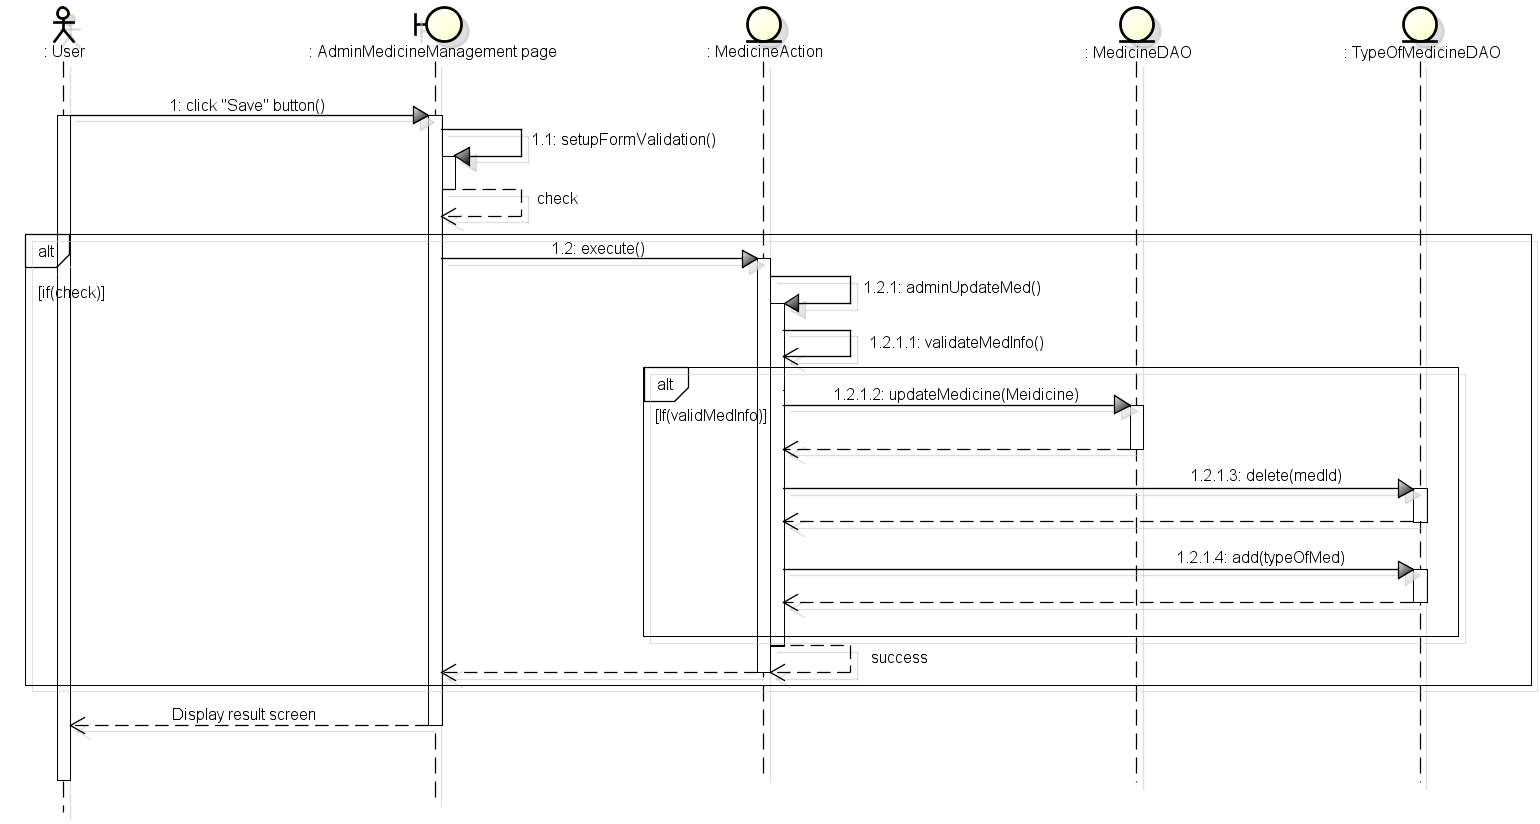 : User
: AdminMedicineManagement page
: MedicineAction
: MedicineDAO
: TypeOfMedicineDAO
1: click "Save" button()
1.1: setupFormValidation()
check
alt
1.2: execute()
[if(check)]
1.2.1: adminUpdateMed()
1.2.1.1: validateMedInfo()
alt
1.2.1.2: updateMedicine(Meidicine)
[If(validMedInfo)]
1.2.1.3: delete(medId)
1.2.1.4: add(typeOfMed)
success
Display result screen